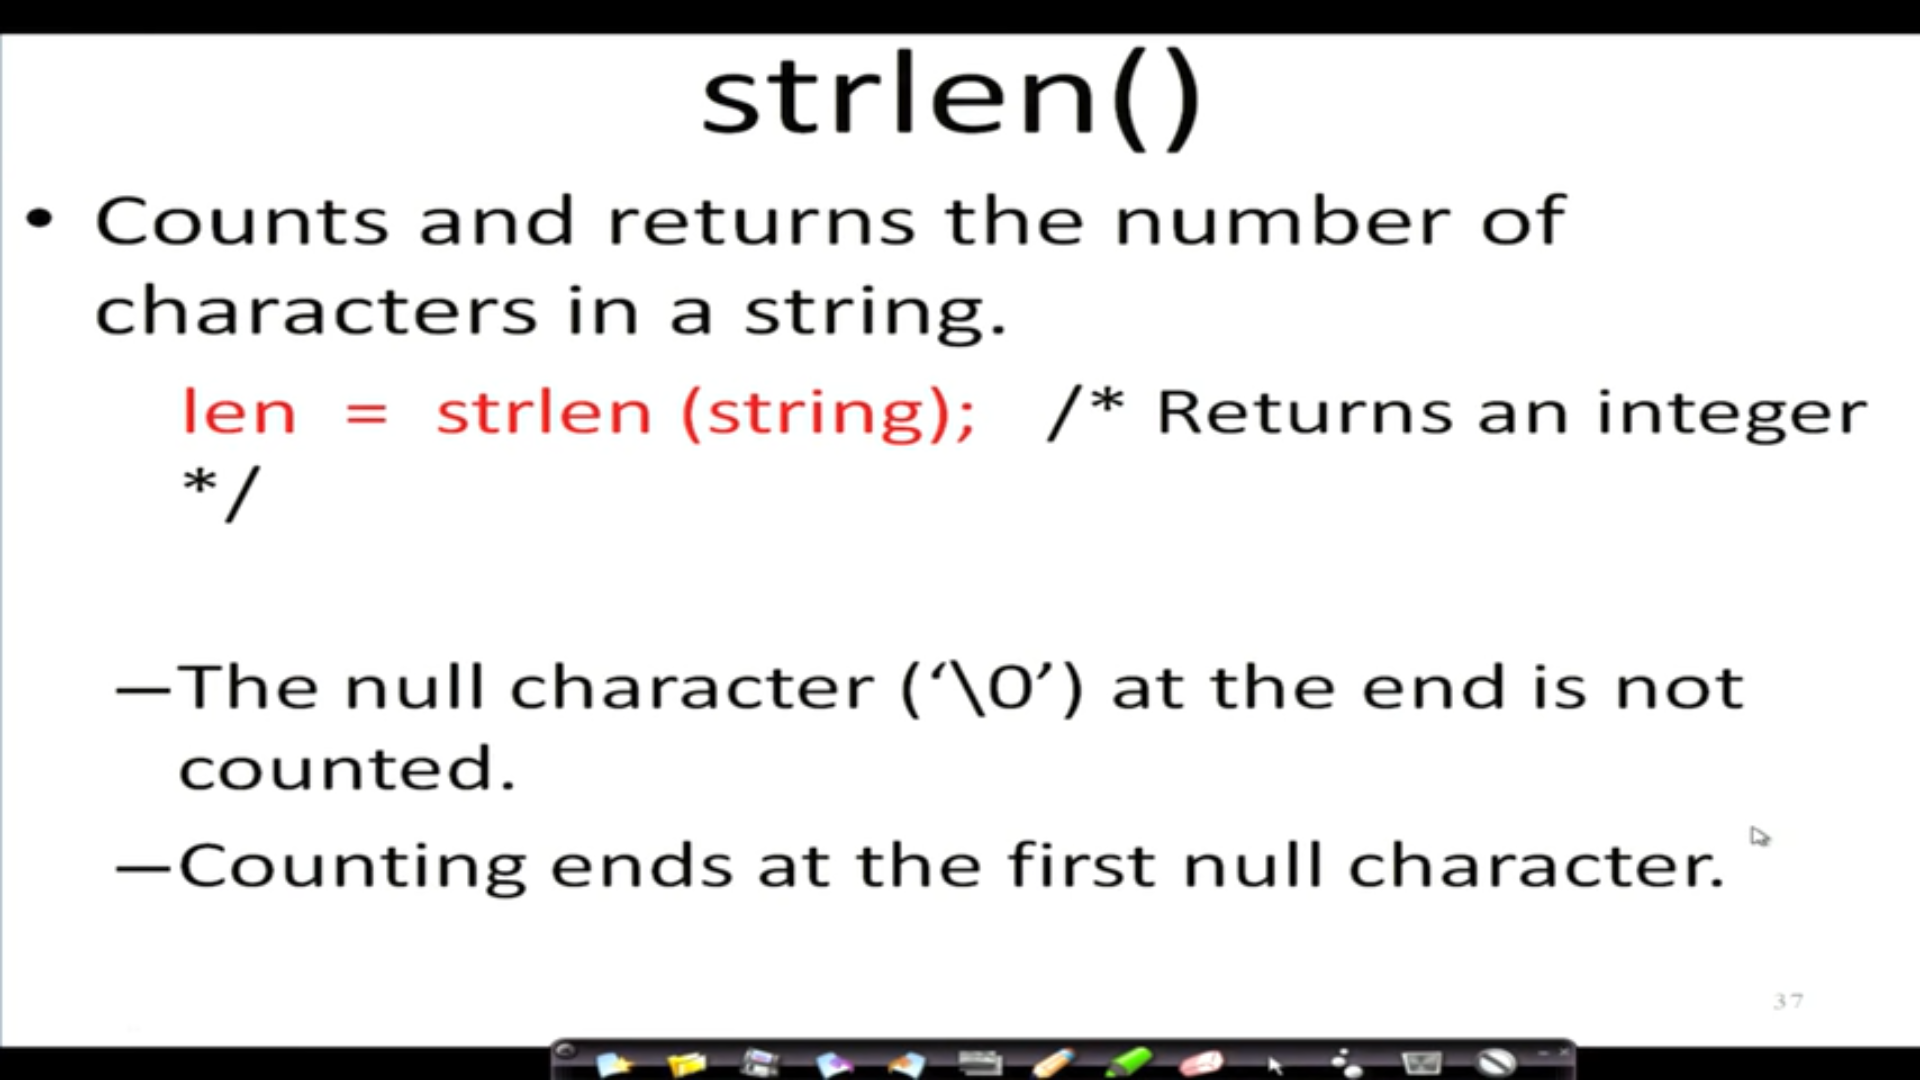 strlen()
• Counts and returns the number of
characters in a string.
len = strlen (string); /* Returns an integer
*/
–The null character (‘\0’) at the end is not
counted.
–Counting ends at the first null character.
37